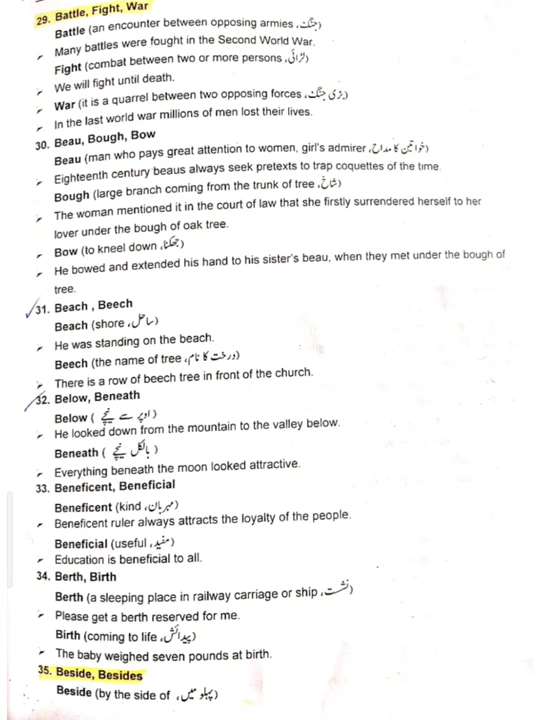 29. Battle, Fight, War
Battle (an encounter between opposing armies ،جنگ)
Many battles were fought in the Second World War.
Fight (combat between two or more persons ،لڑائی)
We will fight until death.
War (it is a quarrel between two opposing forces ،بڑی جنگ)
In the last world war millions of men lost their lives.
30. Beau, Bough, Bow
Beau (man who pays great attention to women, girl's admirer ،خواتین کا مداح)
Eighteenth century beaus always seek pretexts to trap coquettes of the time.
Bough (large branch coming from the trunk of tree ،شاخ)
The woman mentioned it in the court of law that she firstly surrendered herself to her
lover under the bough of oak tree.
Bow (to kneel down ،جھکنا)
He bowed and extended his hand to his sister's beau, when they met under the bough of
tree.
31. Beach , Beech
Beach (shore ،ساحل)
He was standing on the beach.
Beech (the name of tree ،درخت کا نام)
There is a row of beech tree in front of the church.
32. Below, Beneath
Below ( اوپر سے نیچے )
He looked down from the mountain to the valley below.
Beneath ( بالکل نیچے )
Everything beneath the moon looked attractive.
33. Beneficent, Beneficial
Beneficent (kind ،مہربان)
Beneficent ruler always attracts the loyalty of the people.
Beneficial (useful ،مفید)
Education is beneficial to all.
34. Berth, Birth
Berth (a sleeping place in railway carriage or ship ،نشست)
Please get a berth reserved for me.
Birth (coming to life ،پیدائش)
The baby weighed seven pounds at birth.
35. Beside, Besides
Beside (by the side of ،پہلو میں)